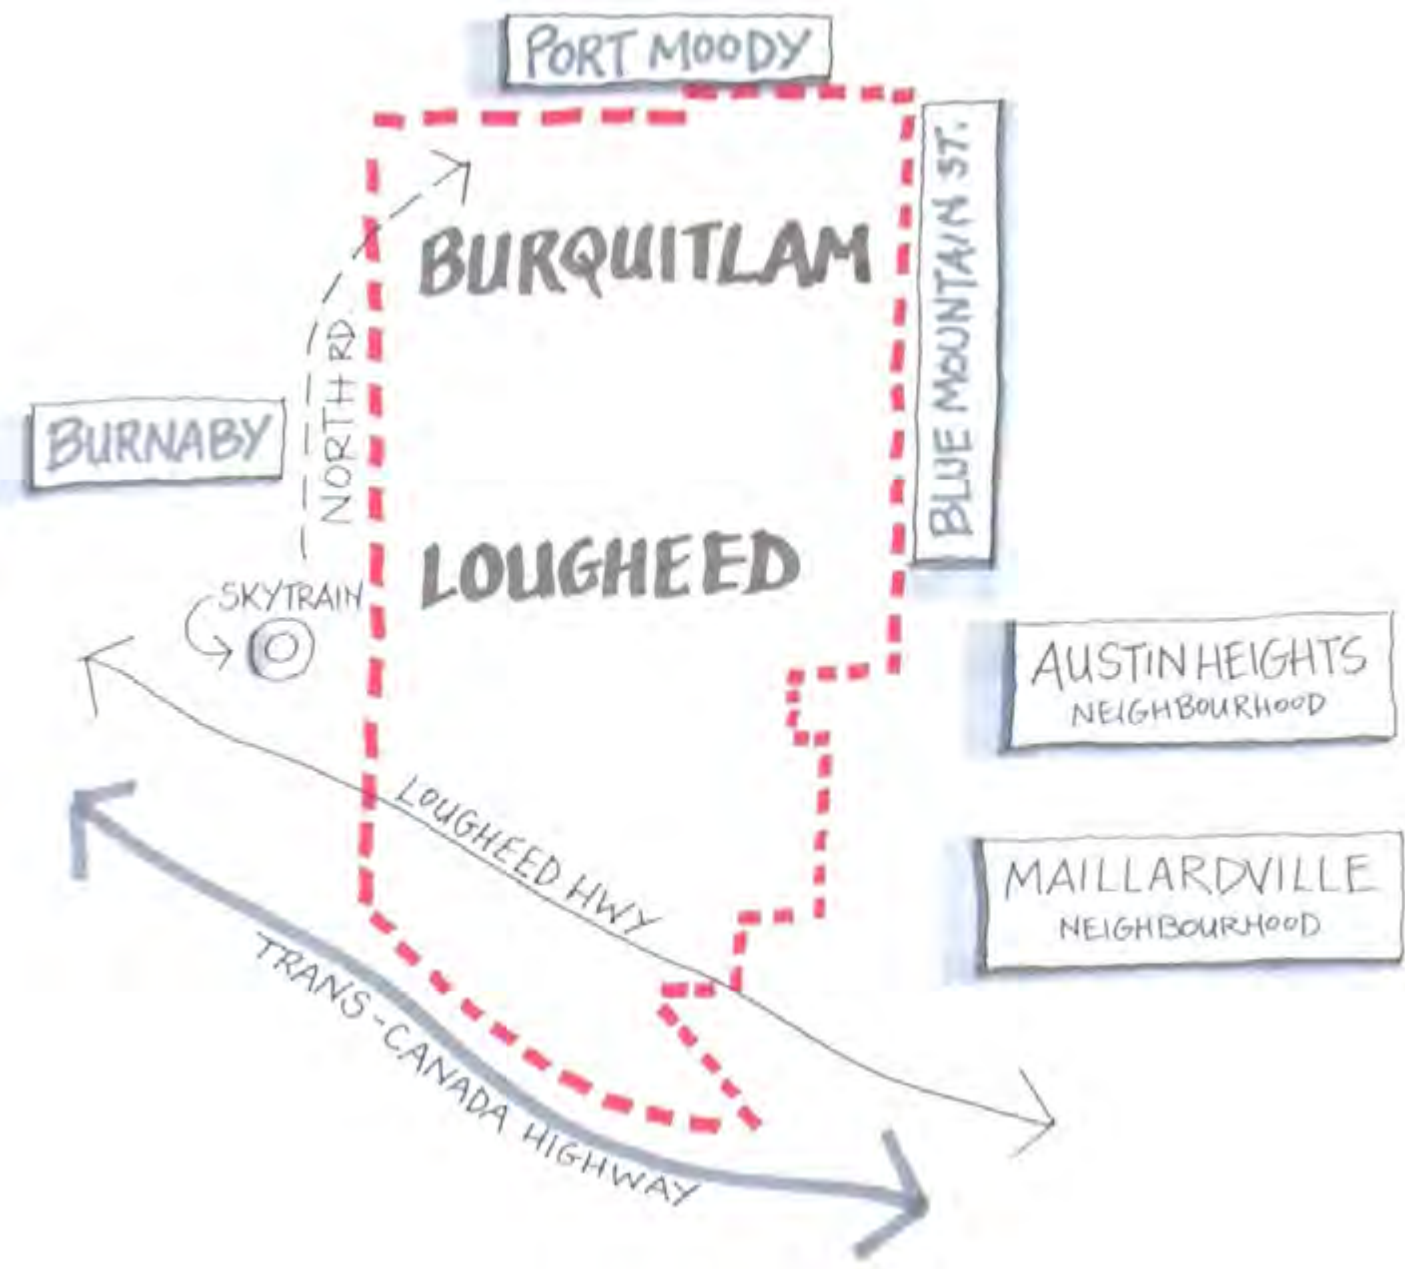 PORT MOODY
BLUE MOUNTAIN ST.
BURQUITLAM
NORTH RD.
BURNABY
LOUGHEED
SKYTRAIN
AUSTIN HEIGHTS
NEIGHBOURHOOD
LOUGHEED HWY
MAILLARDVILLE
NEIGHBOURHOOD
TRANS-CANADA HIGHWAY